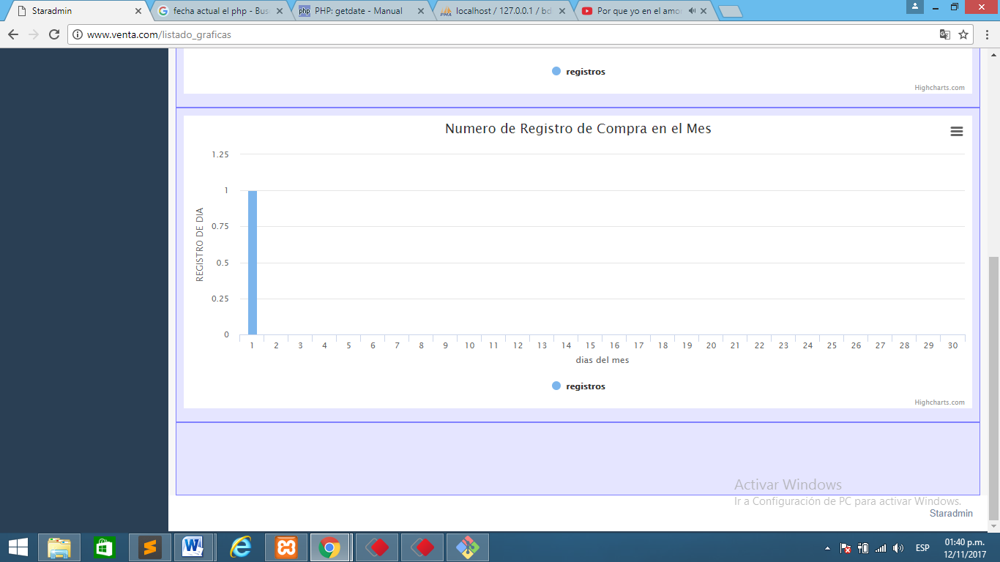 Staradmin
fecha actual el php - Bus
PHP: getdate - Manual
localhost / 127.0.0.1 / bd
Por que yo en el amo
www.venta.com/listado_graficas
registros
Highcharts.com
Numero de Registro de Compra en el Mes
1.25
1
0.75
0.5
0.25
0
REGISTRO DE DIA
1 2 3 4 5 6 7 8 9 10 11 12 13 14 15 16 17 18 19 20 21 22 23 24 25 26 27 28 29 30
dias del mes
registros
Highcharts.com
Activar Windows
Ir a Configuración de PC para activar Windows.
Staradmin
ESP
01:40 p.m.
12/11/2017